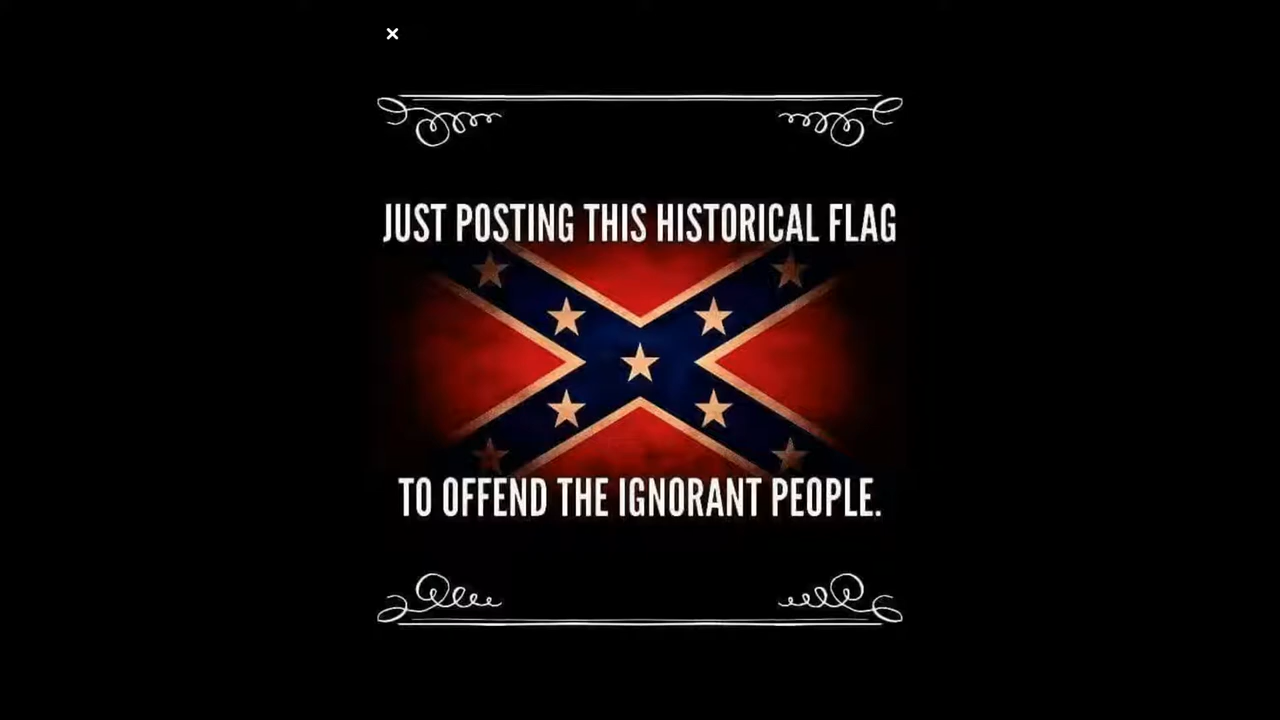 JUST POSTING THIS HISTORICAL FLAG
TO OFFEND THE IGNORANT PEOPLE.